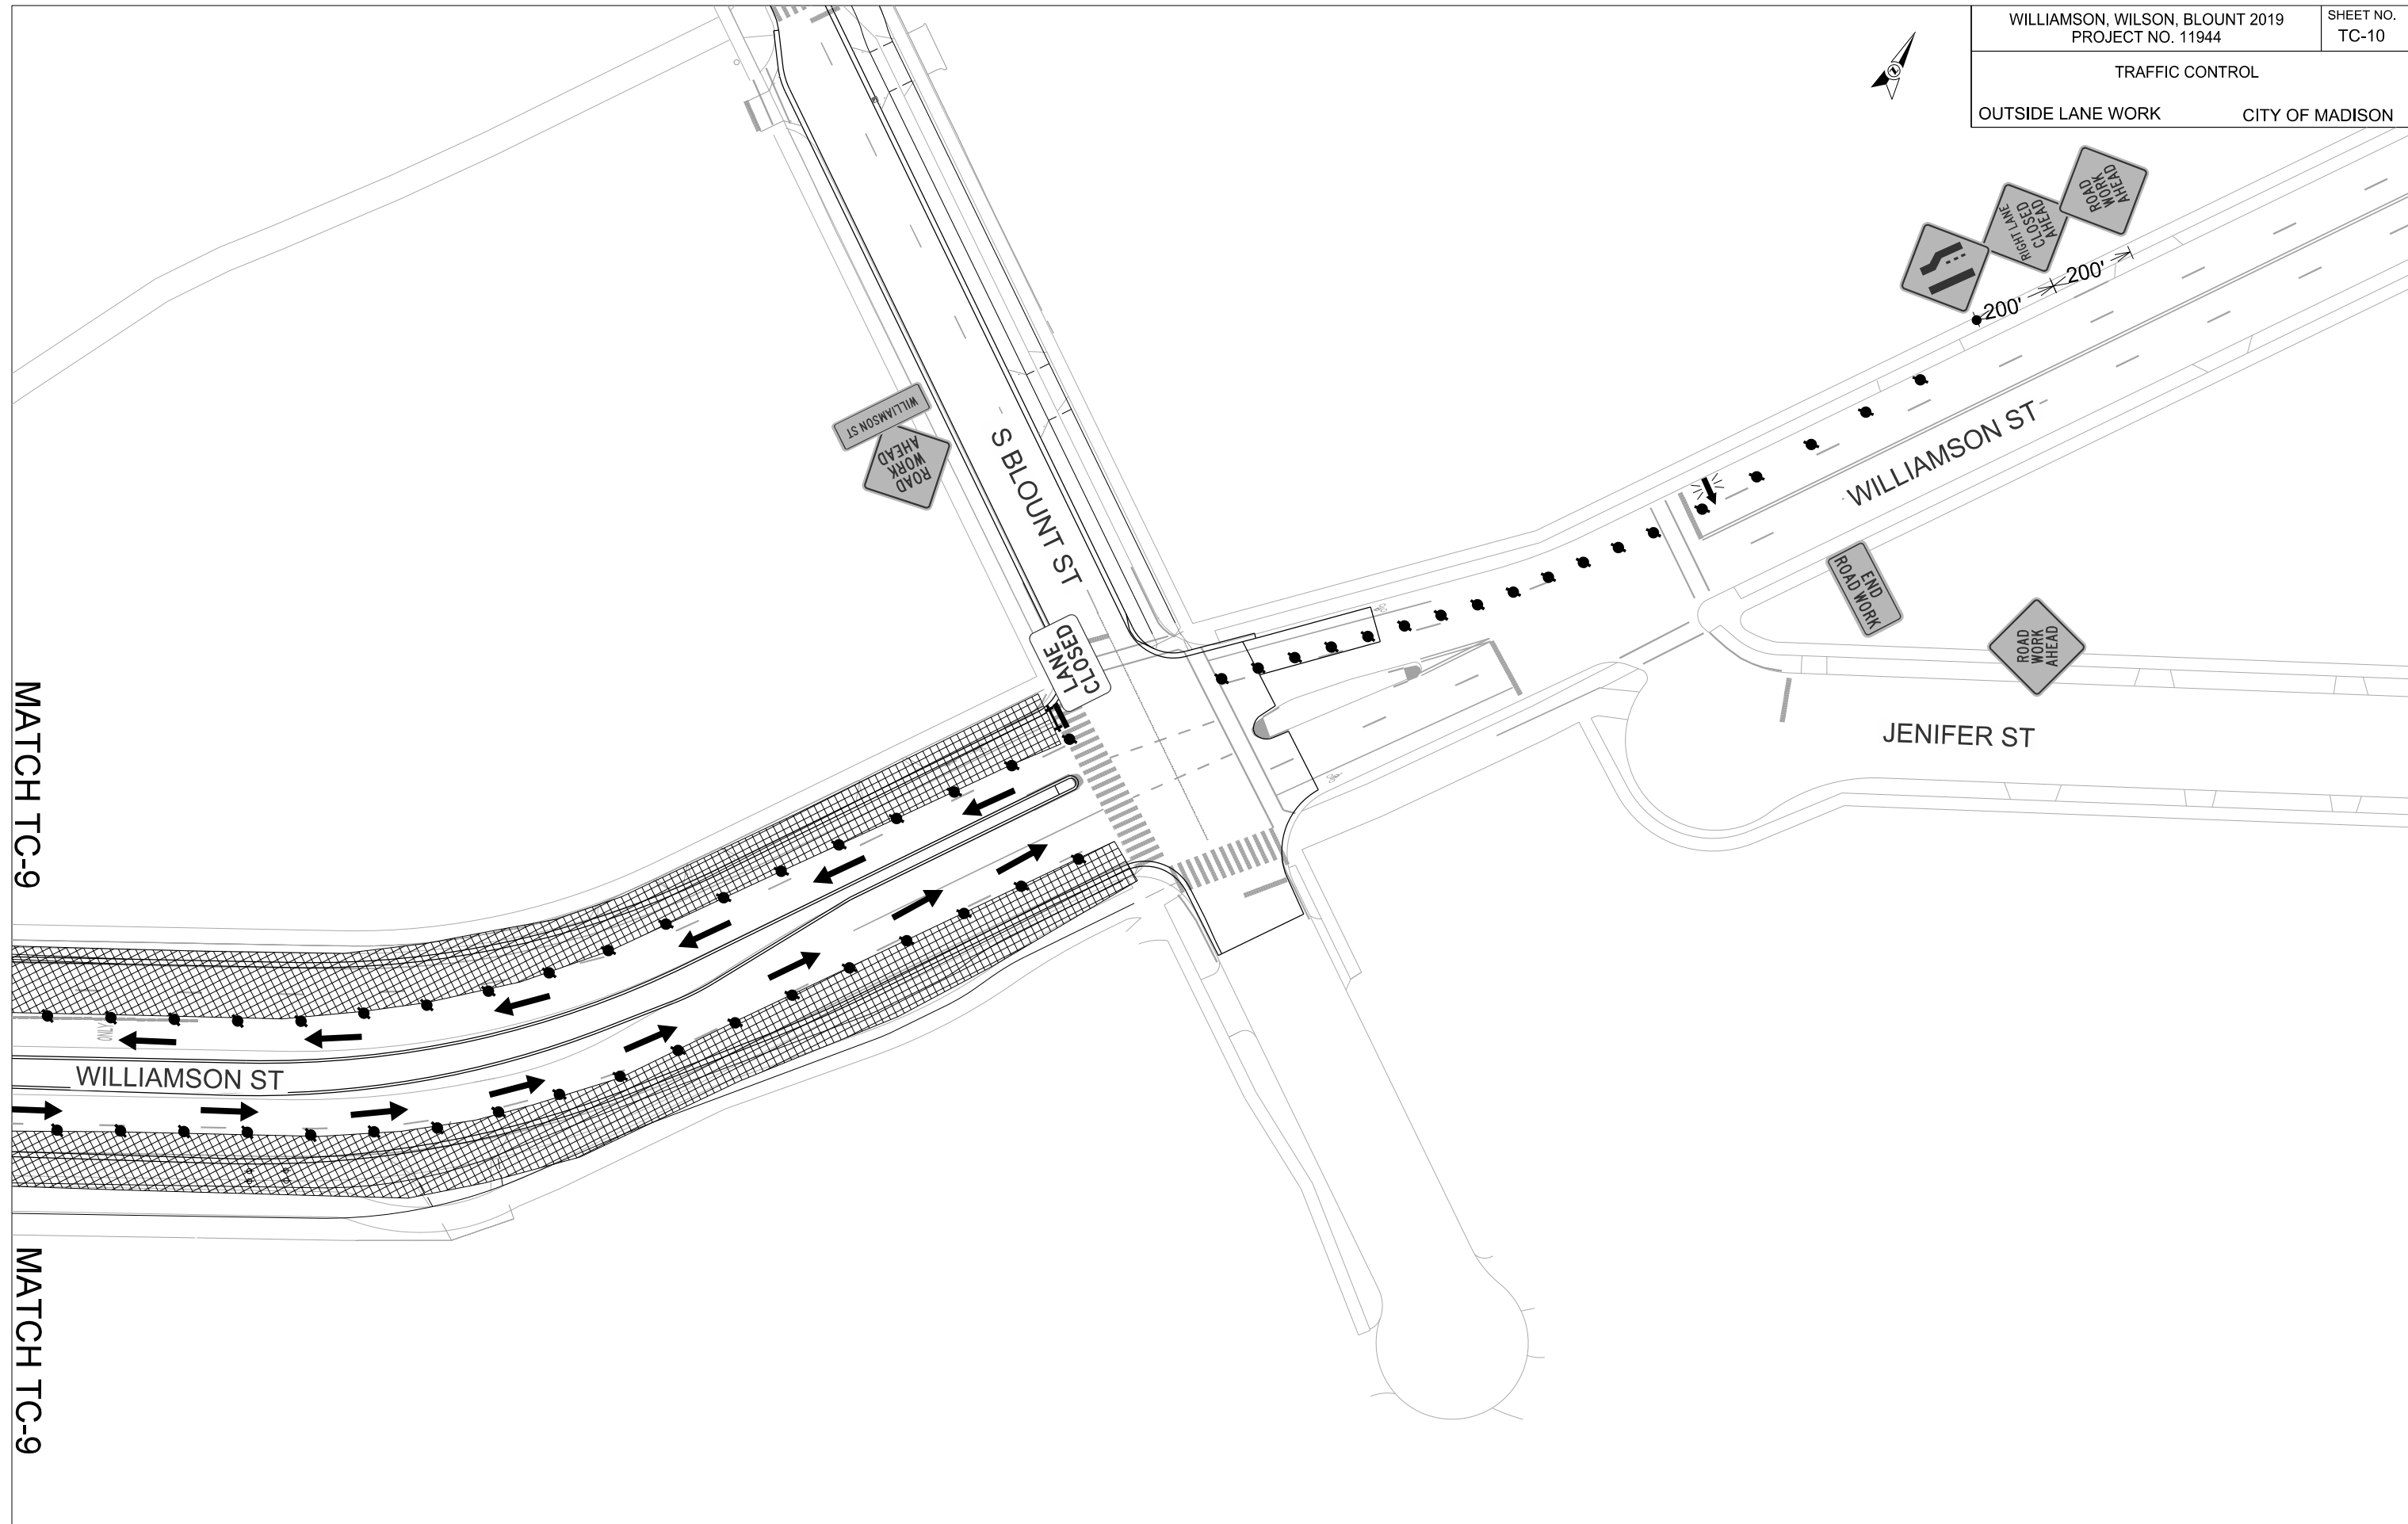 WILLIAMSON, WILSON, BLOUNT 2019
PROJECT NO. 11944
SHEET NO.
TC-10
TRAFFIC CONTROL
OUTSIDE LANE WORK
CITY OF MADISON
ROAD
WORK
AHEAD
RIGHT LANE
CLOSED
AHEAD
200'
200'
WILLIAMSON ST
ROAD
WORK
AHEAD
S BLOUNT ST
WILLIAMSON ST
END
ROAD WORK
ROAD
WORK
AHEAD
LANE
CLOSED
JENIFER ST
MATCH TC-9
ONLY
WILLIAMSON ST
MATCH TC-9